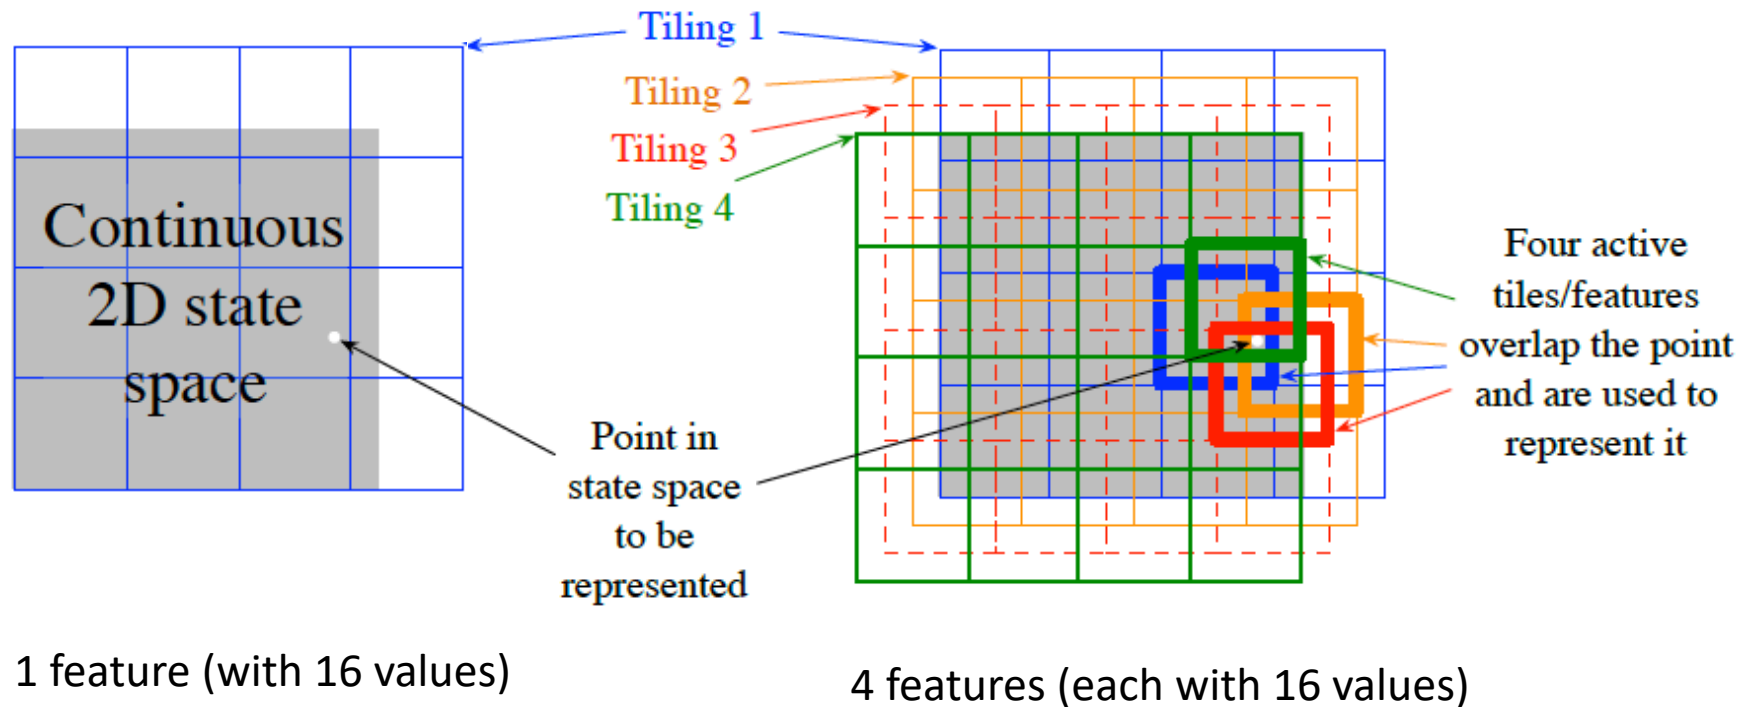 Tiling 1
Tiling 2
Tiling 3
Tiling 4
Continuous
2D state
space
Point in
state space
to be
represented
Four active
tiles/features
overlap the point
and are used to
represent it
1 feature (with 16 values)
4 features (each with 16 values)